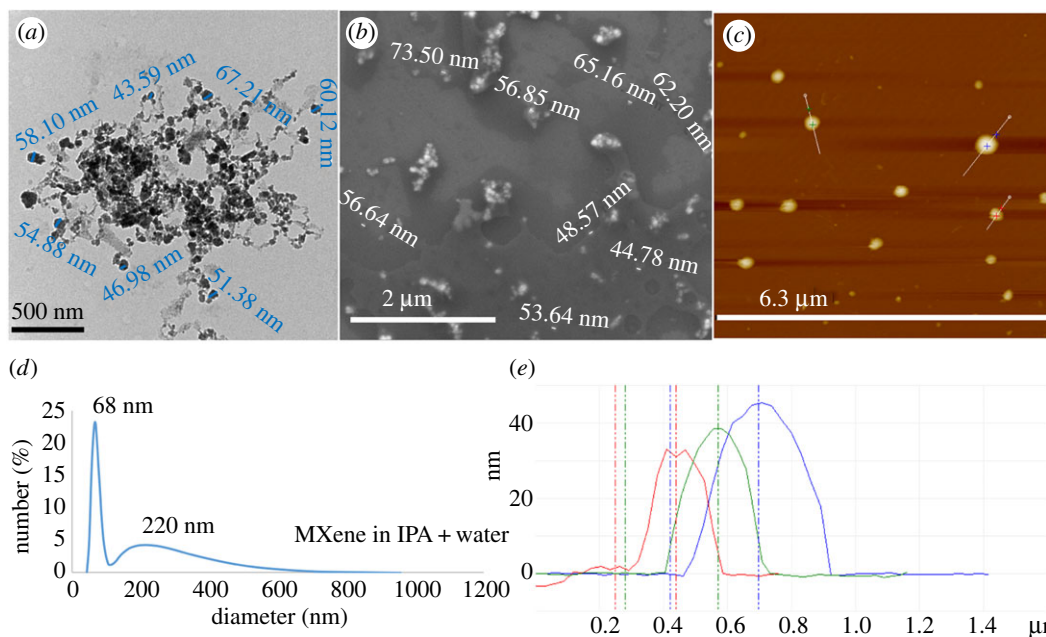 (a)
43.59 nm
67.21 nm
60.12 nm
58.10 nm
54.88 nm
46.98 nm
51.38 nm
500 nm
(b)
73.50 nm
65.16 nm
62.20 nm
56.85 nm
56.64 nm
48.57 nm
44.78 nm
2 μm
53.64 nm
(c)
6.3 μm
(d)
68 nm
220 nm
MXene in IPA + water
25
20
15
10
5
0
number (%)
0 200 400 600 800 1000 1200
diameter (nm)
(e)
nm
40
20
0
0.2 0.4 0.6 0.8 1.0 1.2 1.4